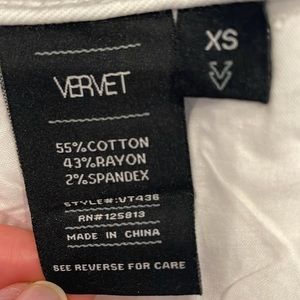 VERVET
XS
55%COTTON
43%RAYON
2%SPANDEX
STYLE#:VT436
RN#125813
MADE IN CHINA
SEE REVERSE FOR CARE